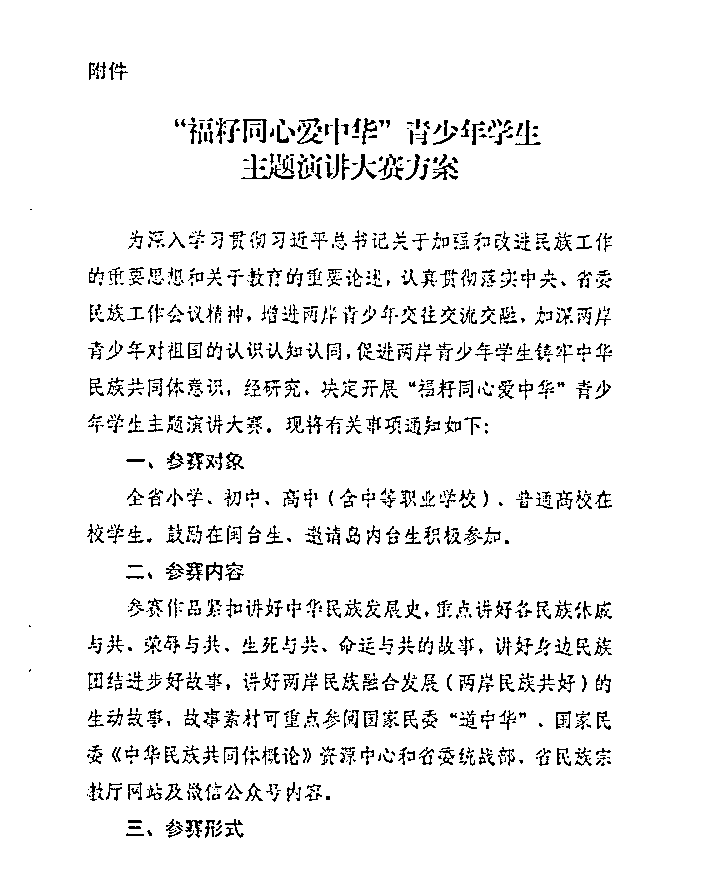 附件
“福籽同心爱中华”青少年学生
主题演讲大赛方案
为深入学习贯彻习近平总书记关于加强和改进民族工作
的重要思想和关于教育的重要论述，认真贯彻落实中央、省委
民族工作会议精神，增进两岸青少年交往交流交融，加深两岸
青少年对祖国的认识认知认同，促进两岸青少年学生铸牢中华
民族共同体意识，经研究，决定开展“福籽同心爱中华”青少
年学生主题演讲大赛。现将有关事项通知如下：
一、参赛对象
全省小学、初中、高中（含中等职业学校）、普通高校在
校学生。鼓励在闽台生、邀请岛内台生积极参加。
二、参赛内容
参赛作品紧扣讲好中华民族发展史，重点讲好各民族休戚
与共、荣辱与共、生死与共、命运与共的故事，讲好身边民族
团结进步好故事，讲好两岸民族融合发展（两岸民族共好）的
生动故事，故事素材可重点参阅国家民委“道中华”、国家民
委《中华民族共同体概论》资源中心和省委统战部、省民族宗
教厅网站及微信公众号内容。
三、参赛形式